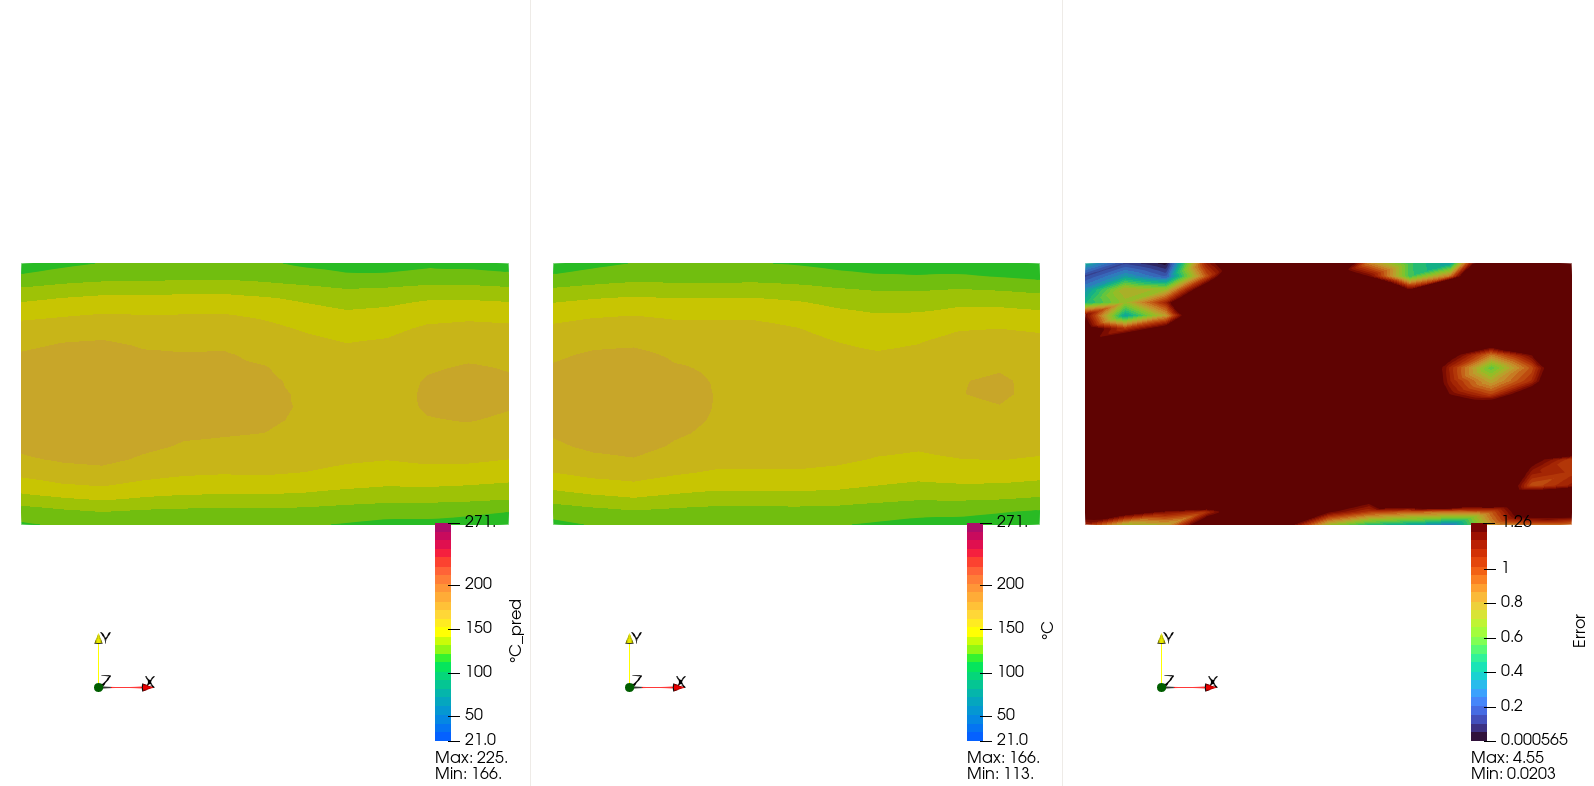 271.
200
150
100
50
21.0
°C_pred
Max: 225.
Min: 166.
Y
Z
X
271.
200
150
100
50
21.0
°C
Max: 166.
Min: 113.
Y
Z
X
1.26
1
0.8
0.6
0.4
0.2
0.000565
Error
Max: 4.55
Min: 0.0203
Y
Z
X